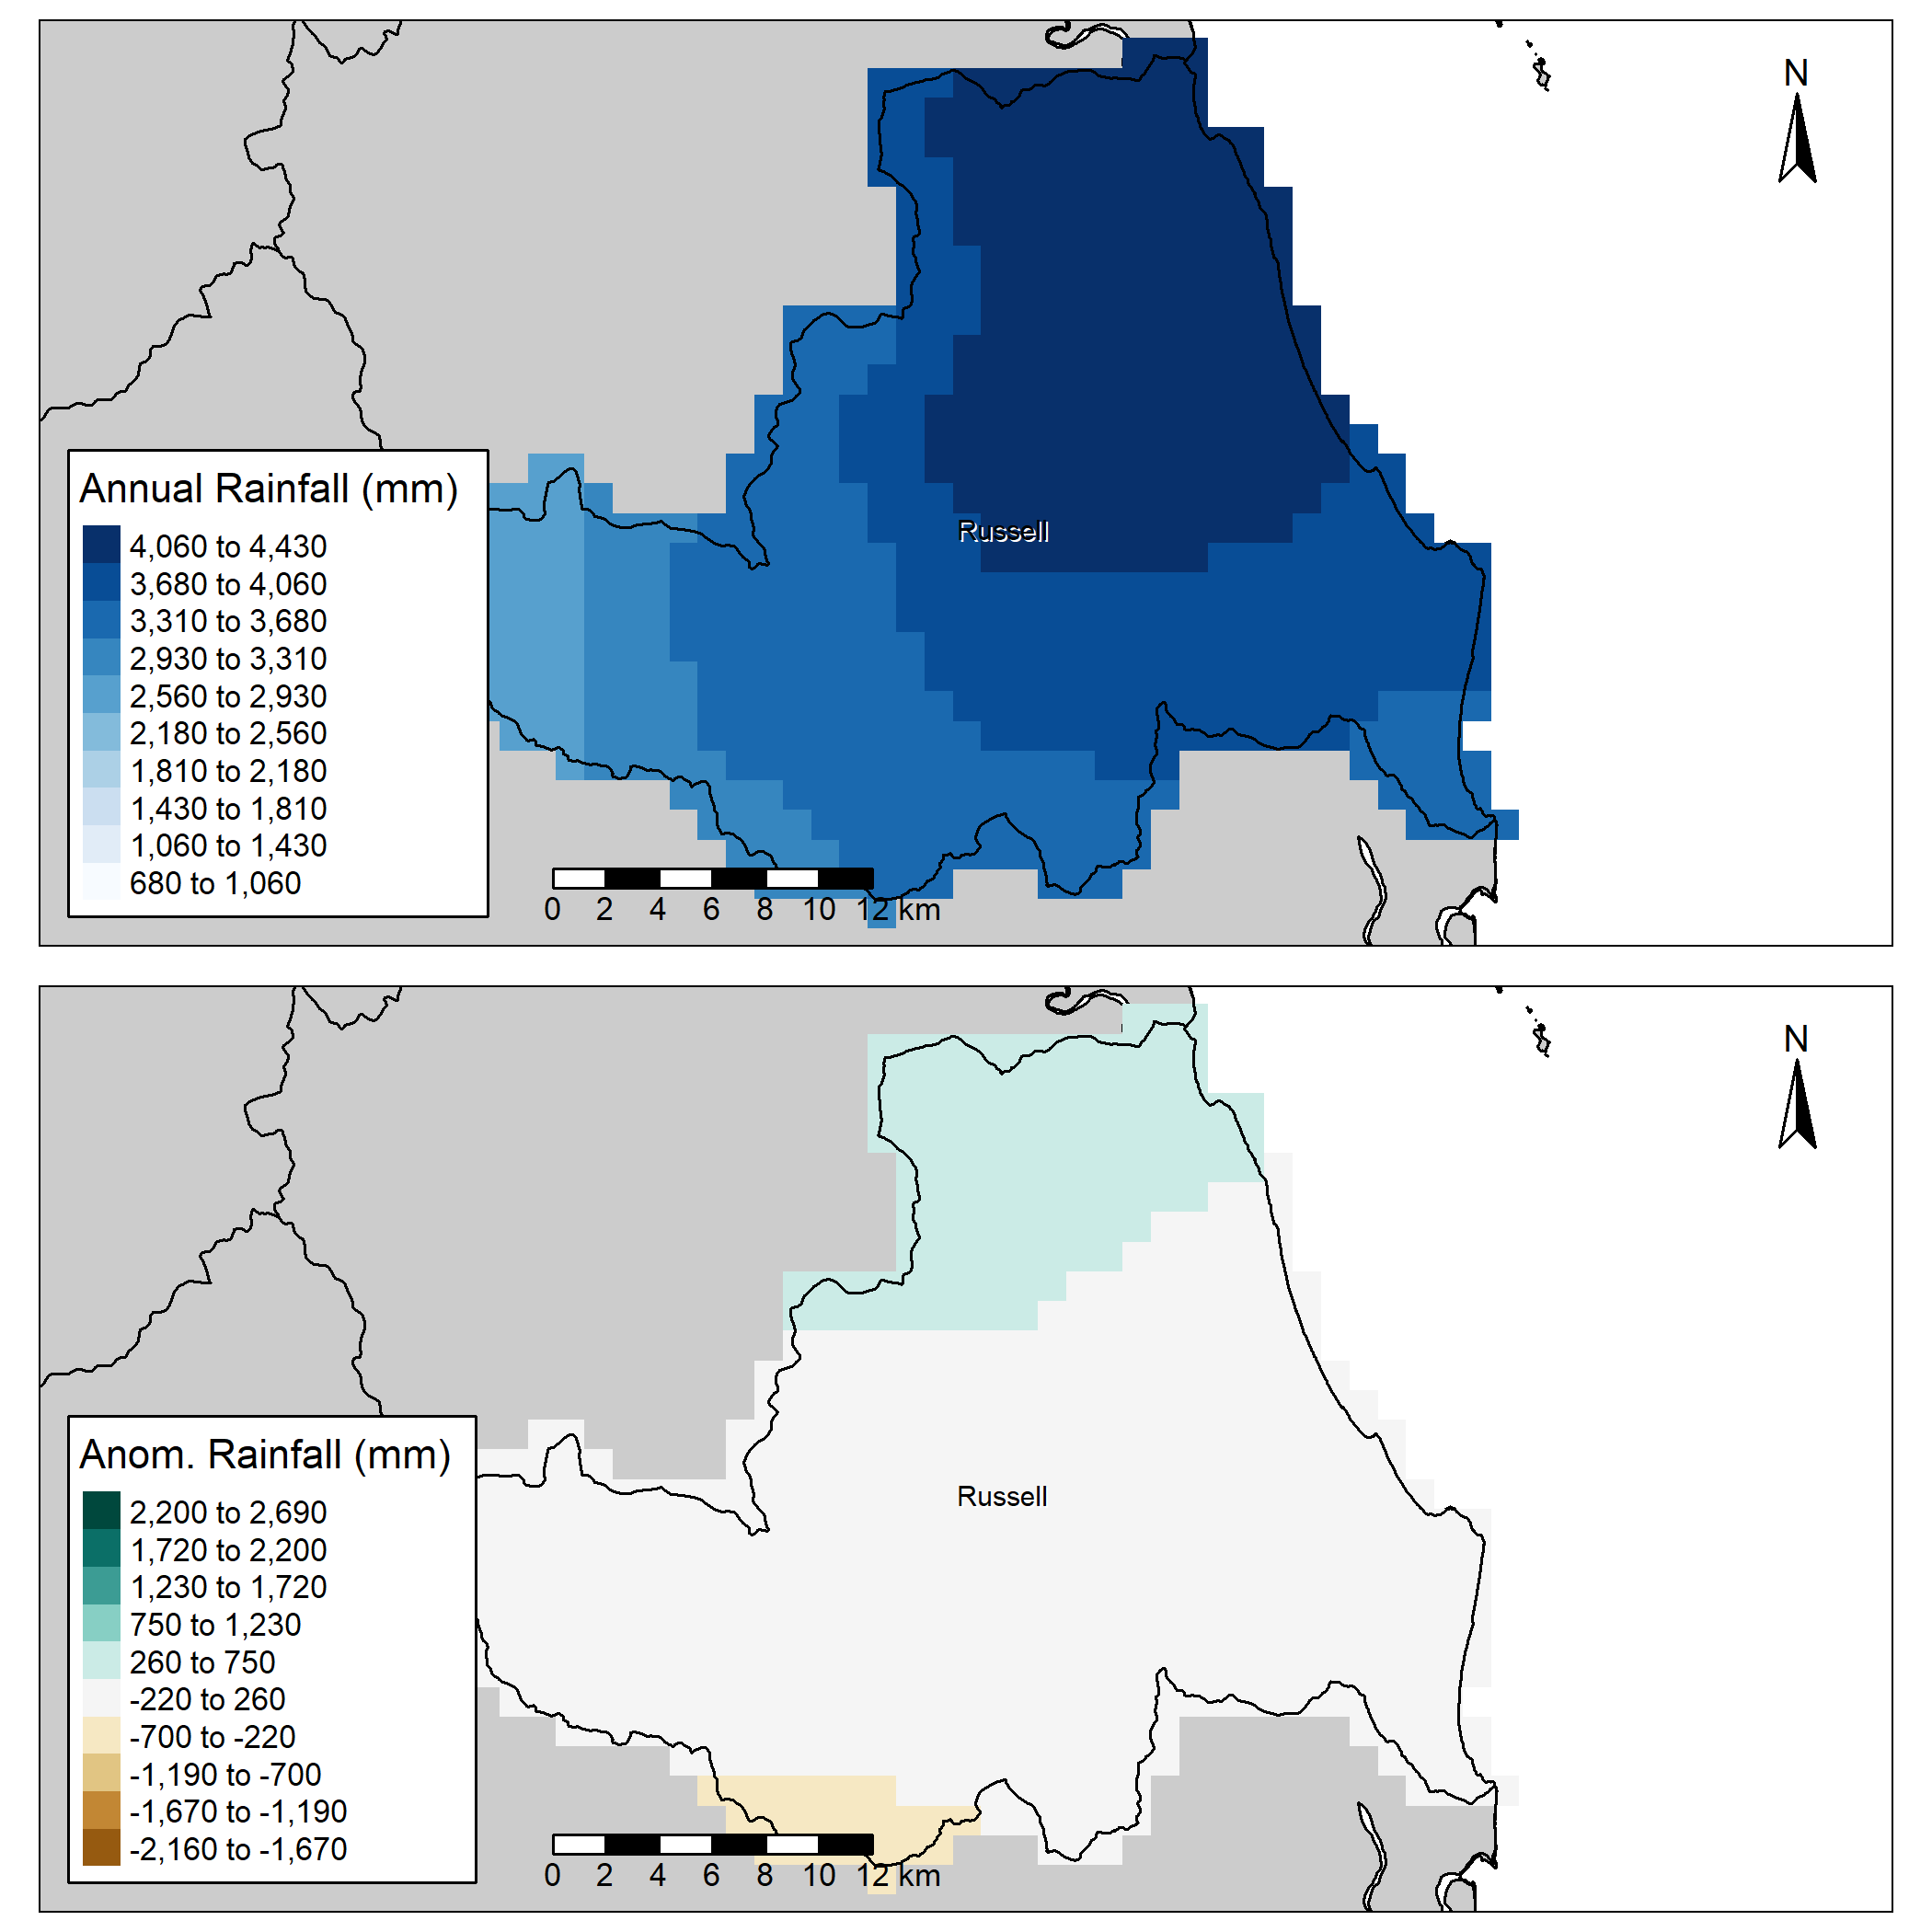 N
Annual Rainfall (mm)
4,060 to 4,430
3,680 to 4,060
3,310 to 3,680
2,930 to 3,310
2,560 to 2,930
2,180 to 2,560
1,810 to 2,180
1,430 to 1,810
1,060 to 1,430
680 to 1,060
Russell
0 2 4 6 8 10 12 km
N
Anom. Rainfall (mm)
2,200 to 2,690
1,720 to 2,200
1,230 to 1,720
750 to 1,230
260 to 750
-220 to 260
-700 to -220
-1,190 to -700
-1,670 to -1,190
-2,160 to -1,670
Russell
0 2 4 6 8 10 12 km